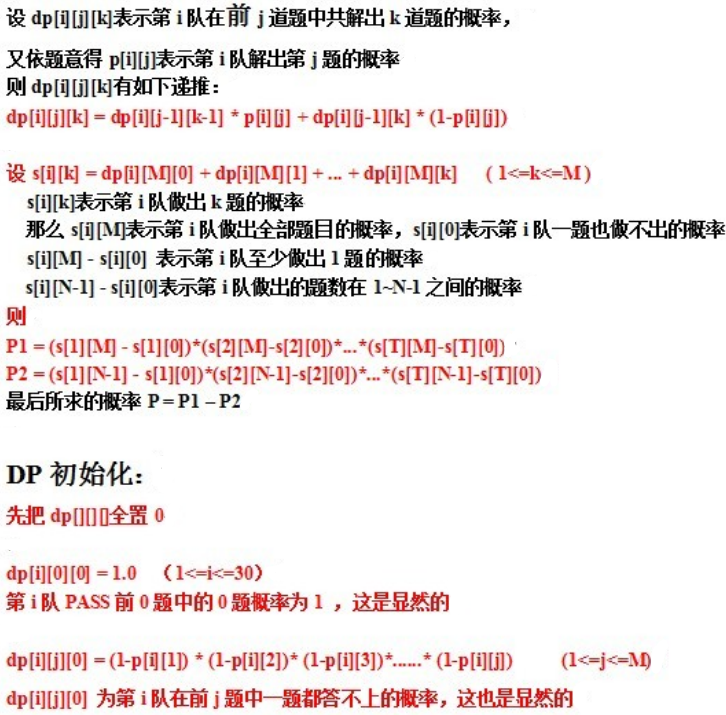 设 dp[i][j][k]表示第 i 队在前 j 道题中共解出 k 道题的概率，
又依题意得 p[i][j]表示第 i 队解出第 j 题的概率
则 dp[i][j][k]有如下递推：
dp[i][j][k] = dp[i][j-1][k-1] * p[i][j] + dp[i][j-1][k] * (1-p[i][j])
设 s[i][k] = dp[i][M][0] + dp[i][M][1] + ... + dp[i][M][k] ( 1<=k<=M )
s[i][k]表示第 i 队做出 k 题的概率
那么 s[i][M]表示第 i 队做出全部题目的概率，s[i][0]表示第 i 队一题也做不出的概率
s[i][M] - s[i][0] 表示第 i 队至少做出 1 题的概率
s[i][N-1] - s[i][0]表示第 i 队做出的题数在 1~N-1 之间的概率
则
P1 = (s[1][M] - s[1][0])*(s[2][M]-s[2][0])*...*(s[T][M]-s[T][0])
P2 = (s[1][N-1] - s[1][0])*(s[2][N-1]-s[2][0])*...*(s[T][N-1]-s[T][0])
最后所求的概率 P = P1 – P2
DP 初始化：
先把 dp[][][]全置 0
dp[i][0][0] = 1.0 （1<=i<=30）
第 i 队 PASS 前 0 题中的 0 题概率为 1 ，这是显然的
dp[i][j][0] = (1-p[i][1]) * (1-p[i][2])* (1-p[i][3])*......* (1-p[i][j]) (1<=j<=M)
dp[i][j][0] 为第 i 队在前 j 题中一题都答不上的概率，这也是显然的